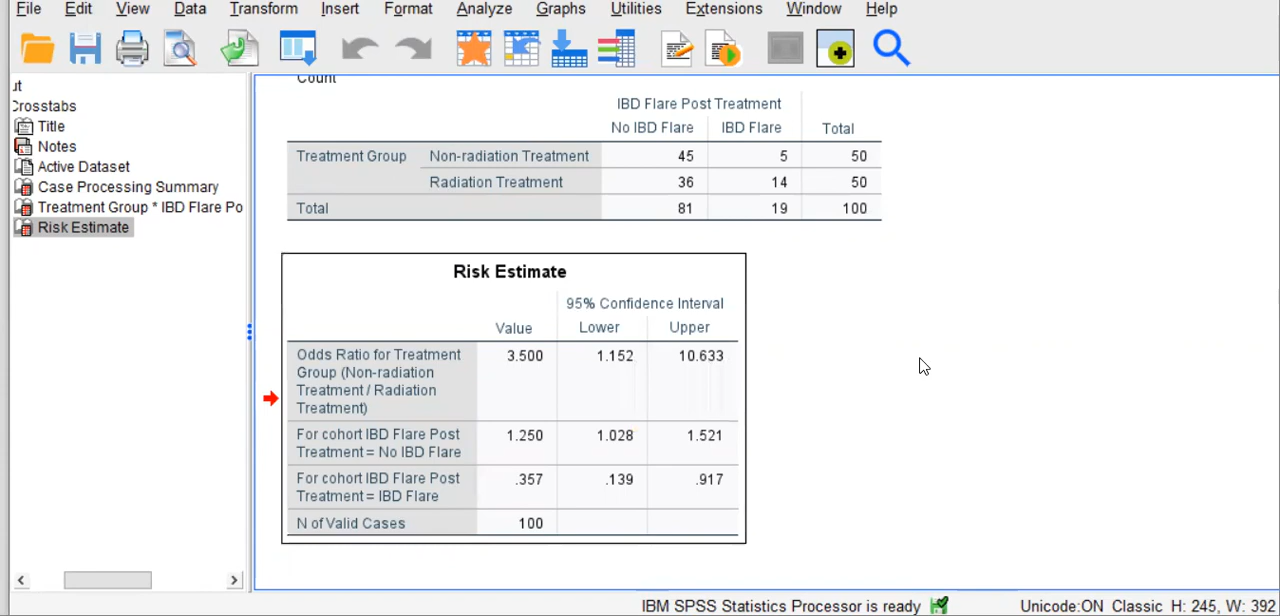 File Edit View Data Transform Insert Format Analyze Graphs Utilities Extensions Window Help
ut
Crosstabs
Title
Notes
Active Dataset
Case Processing Summary
Treatment Group * IBD Flare Po
Risk Estimate
Count
IBD Flare Post Treatment
No IBD Flare IBD Flare Total
Treatment Group Non-radiation Treatment 45 5 50
Radiation Treatment 36 14 50
Total 81 19 100
Risk Estimate
95% Confidence Interval
Value Lower Upper
Odds Ratio for Treatment 3.500 1.152 10.633
Group (Non-radiation
Treatment / Radiation
Treatment)
For cohort IBD Flare Post 1.250 1.028 1.521
Treatment = No IBD Flare
For cohort IBD Flare Post .357 .139 .917
Treatment = IBD Flare
N of Valid Cases 100
IBM SPSS Statistics Processor is ready Unicode:ON Classic H: 245, W: 392